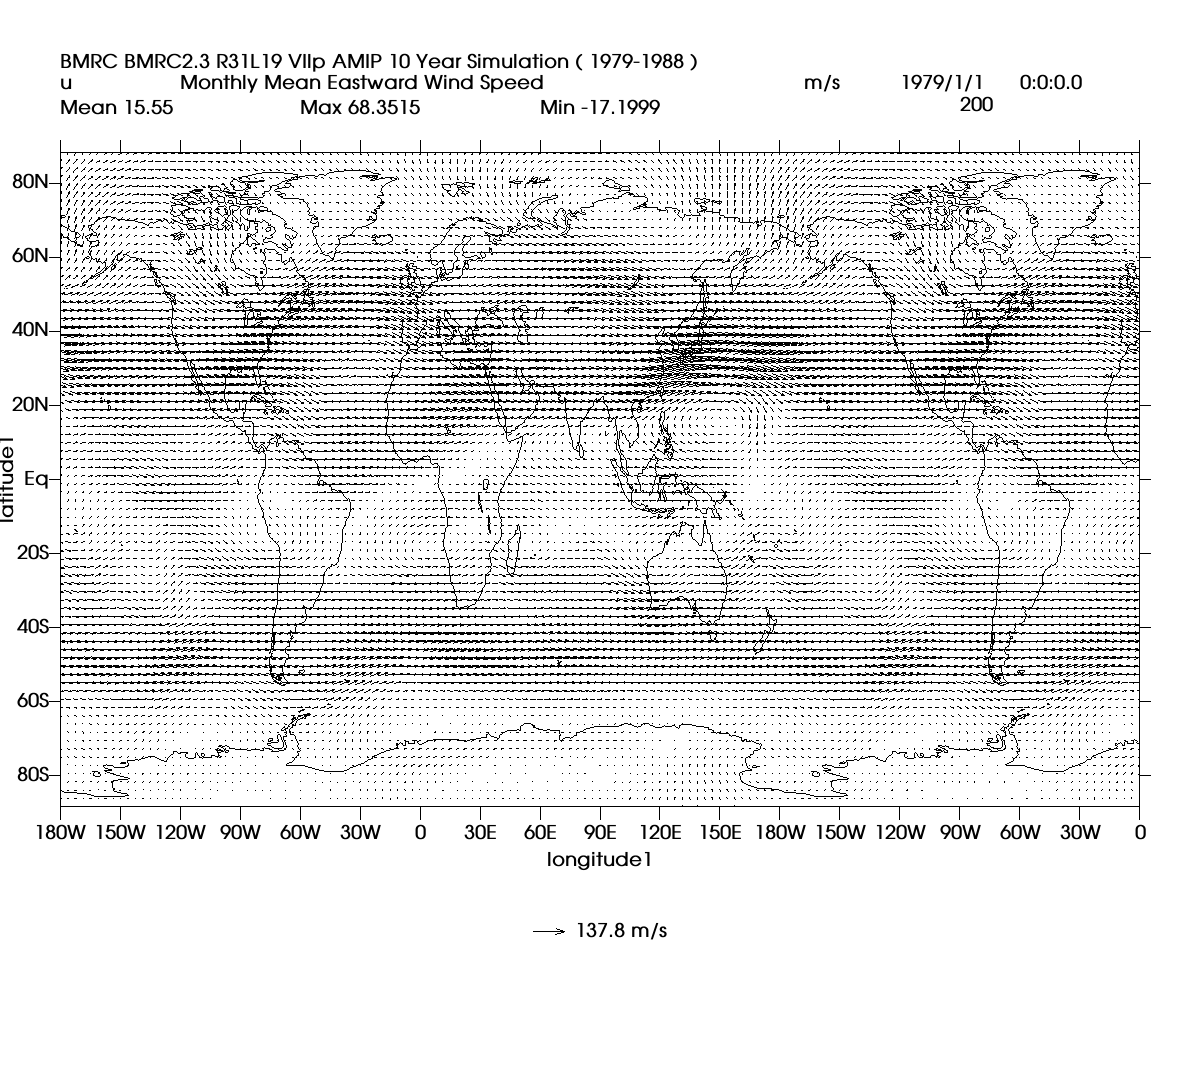 BMRC BMRC2.3 R31L19 VIIp AMIP 10 Year Simulation ( 1979-1988 )
u Monthly Mean Eastward Wind Speed m/s 1979/1/1 0:0:0.0
Mean 15.55 Max 68.3515 Min -17.1999 200
80N
60N
40N
20N
Eq
20S
40S
60S
80S
latitude1
180W 150W 120W 90W 60W 30W 0 30E 60E 90E 120E 150E 180W 150W 120W 90W 60W 30W 0
longitude1
137.8 m/s